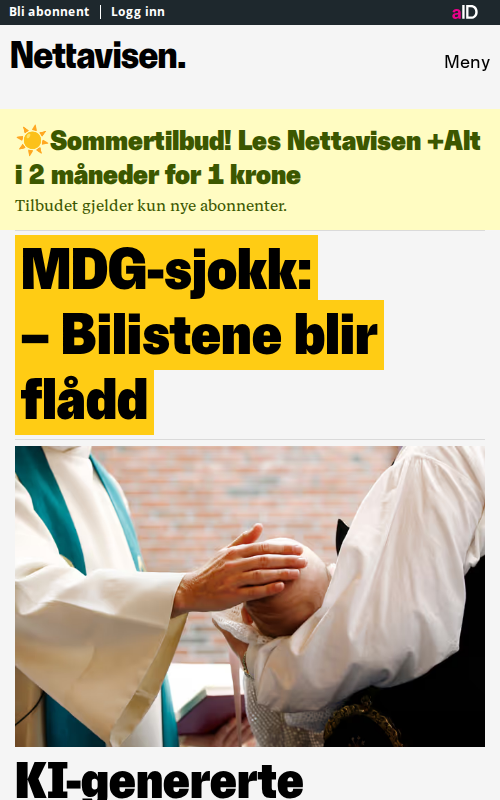 Bli abonnent | Logg inn
aID
Nettavisen.
Meny
☀️Sommertilbud! Les Nettavisen +Alt
i 2 måneder for 1 krone
Tilbudet gjelder kun nye abonnenter.
MDG-sjokk:
– Bilistene blir
flådd
KI-genererte